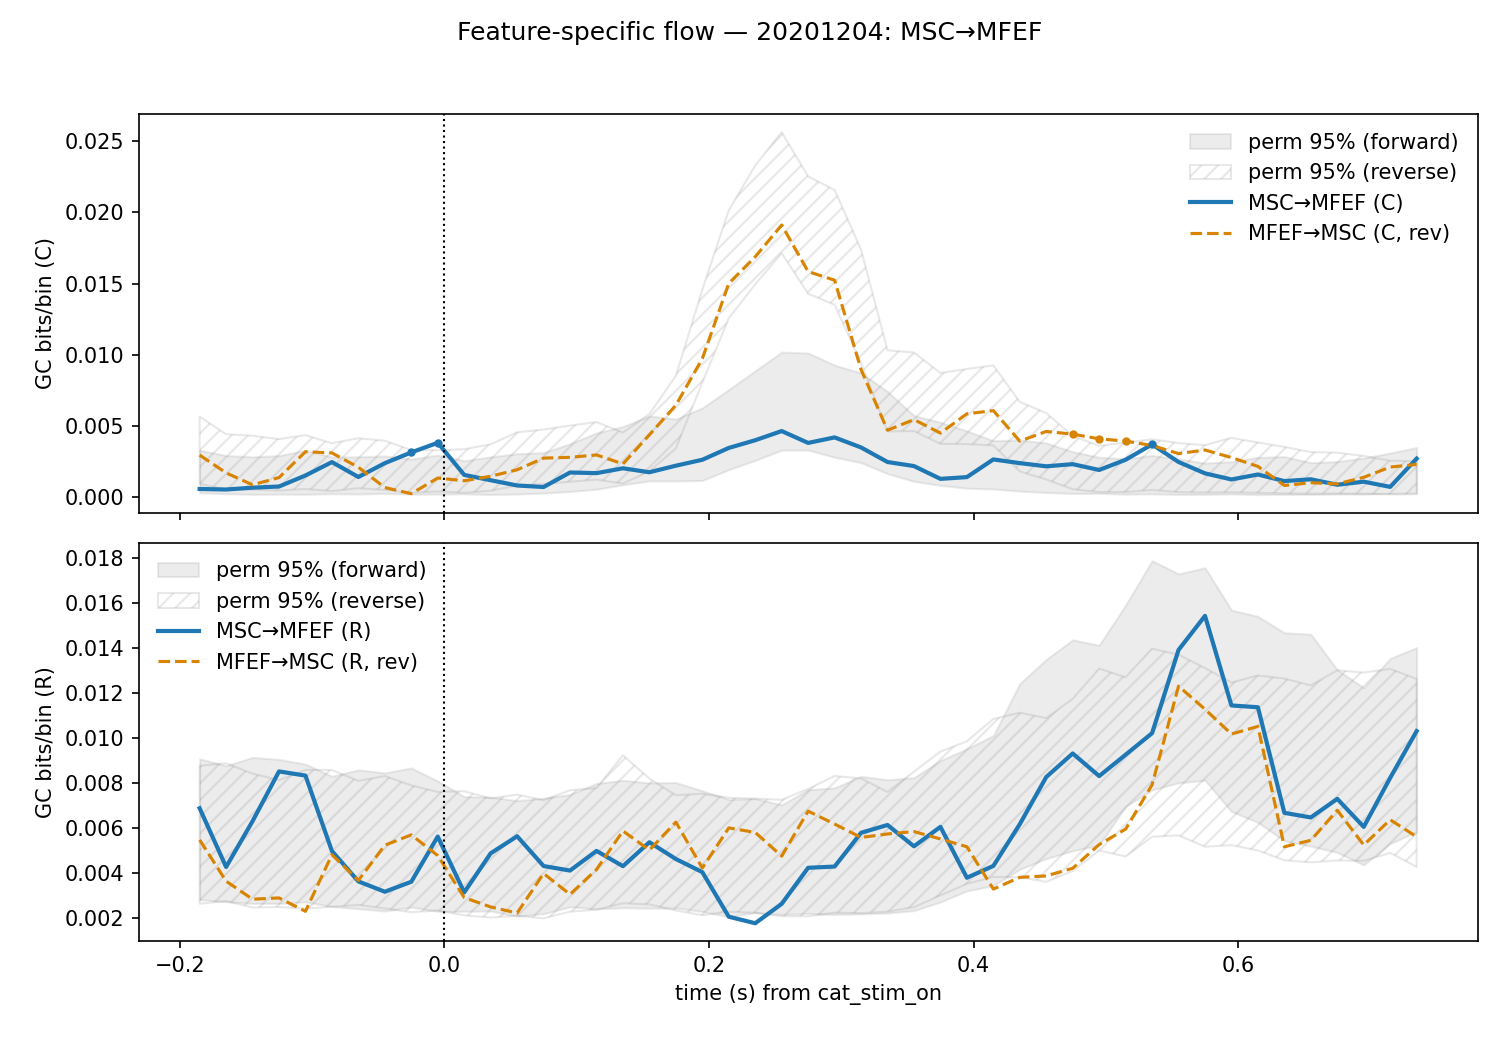 Feature-specific flow — 20201204: MSC→MFEF
GC bits/bin (C)
0.025
0.020
0.015
0.010
0.005
0.000
perm 95% (forward)
perm 95% (reverse)
MSC→MFEF (C)
MFEF→MSC (C, rev)
GC bits/bin (R)
0.018
0.016
0.014
0.012
0.010
0.008
0.006
0.004
0.002
perm 95% (forward)
perm 95% (reverse)
MSC→MFEF (R)
MFEF→MSC (R, rev)
−0.2 0.0 0.2 0.4 0.6
time (s) from cat_stim_on